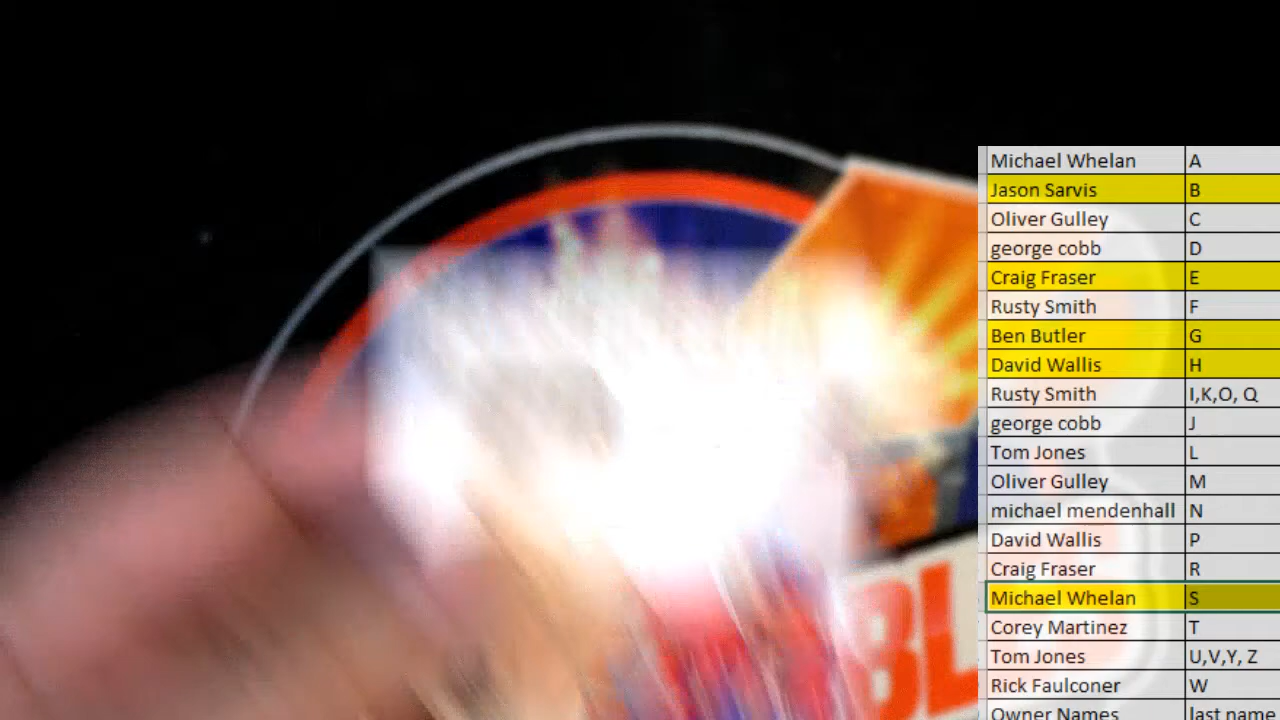 Michael Whelan A
Jason Sarvis B
Oliver Gulley C
george cobb D
Craig Fraser E
Rusty Smith F
Ben Butler G
David Wallis H
Rusty Smith I,K,O, Q
george cobb J
Tom Jones L
Oliver Gulley M
michael mendenhall N
David Wallis P
Craig Fraser R
Michael Whelan S
Corey Martinez T
Tom Jones U,V,Y, Z
Rick Faulconer W
Owner Names last name
BL